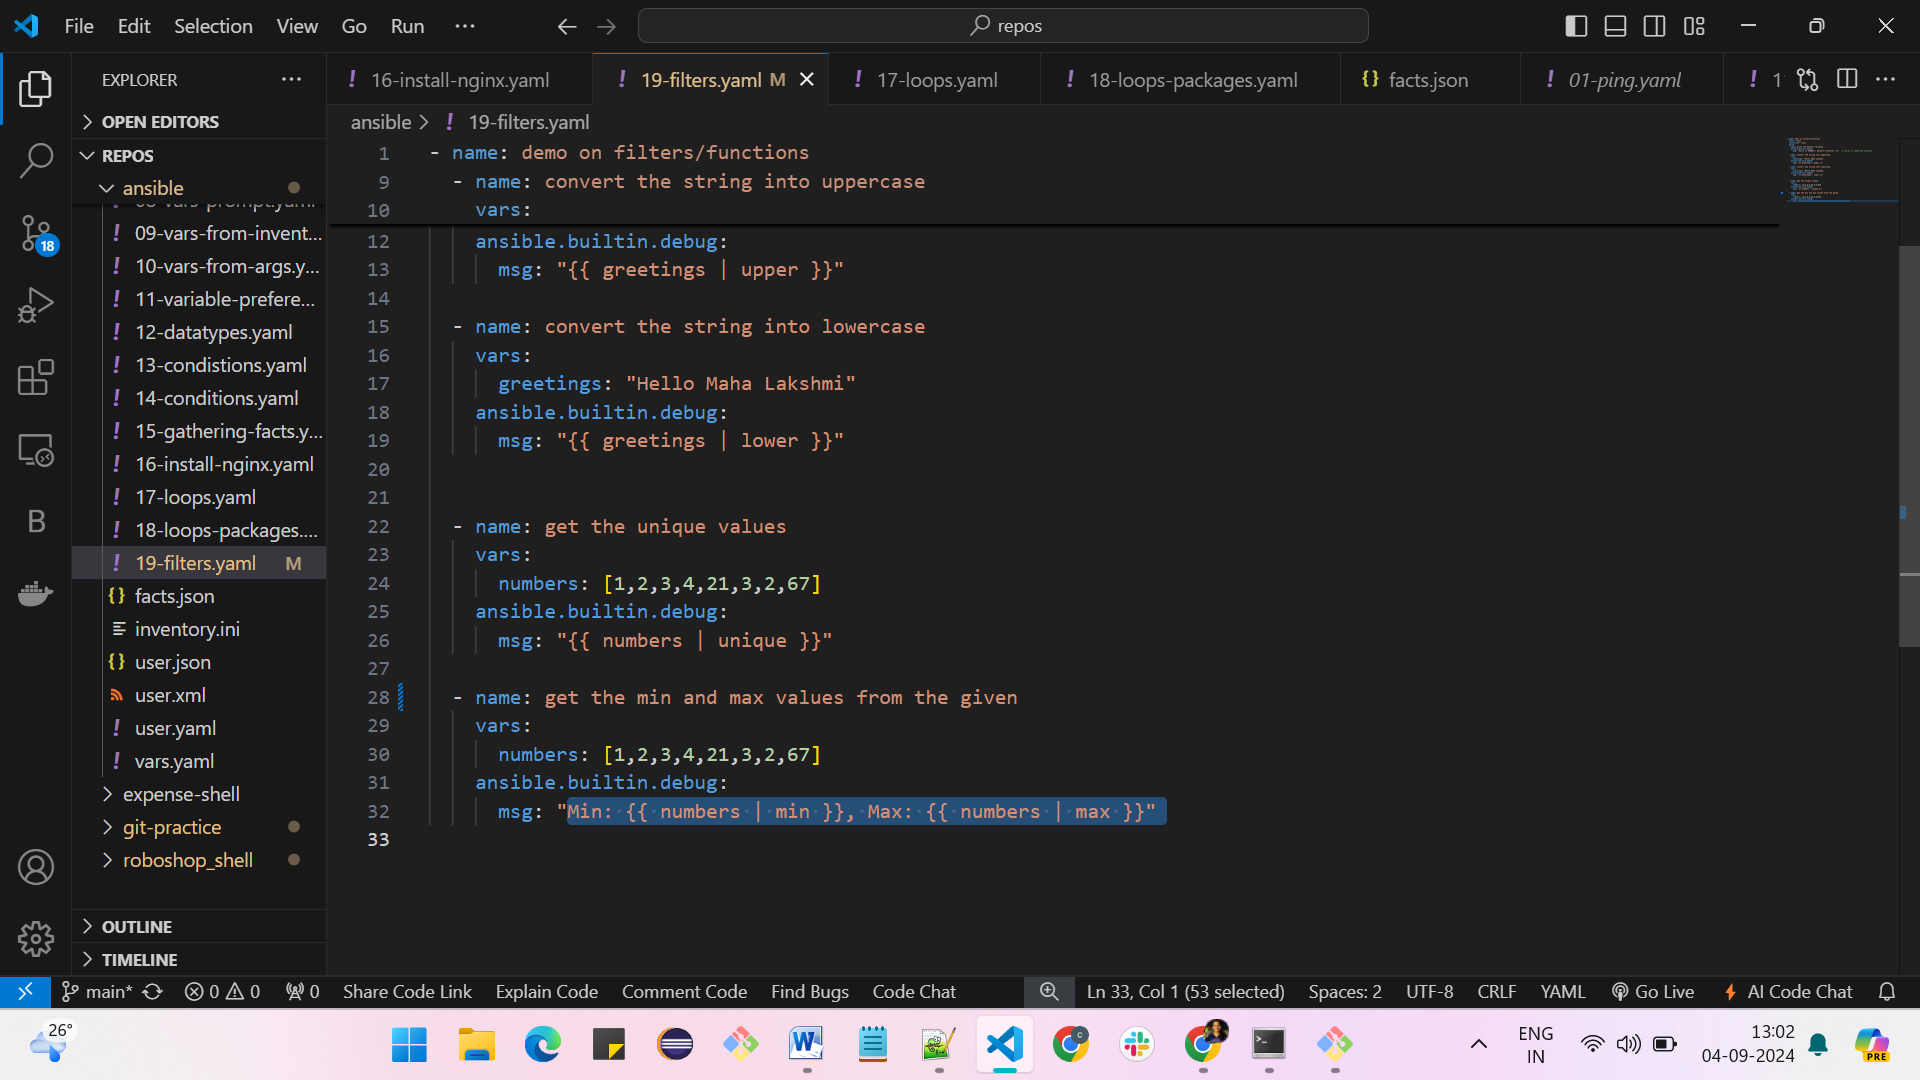 File Edit Selection View Go Run ···
repos
EXPLORER ···
OPEN EDITORS
REPOS
ansible
08-vars-prompt.yaml
09-vars-from-invent...
10-vars-from-args.y...
11-variable-prefere...
12-datatypes.yaml
13-condistions.yaml
14-conditions.yaml
15-gathering-facts.y...
16-install-nginx.yaml
17-loops.yaml
18-loops-packages....
19-filters.yaml M
facts.json
inventory.ini
user.json
user.xml
user.yaml
vars.yaml
expense-shell
git-practice
roboshop_shell
OUTLINE
TIMELINE
18
B
16-install-nginx.yaml 19-filters.yaml M 17-loops.yaml 18-loops-packages.yaml facts.json 01-ping.yaml
ansible > 19-filters.yaml
1 - name: demo on filters/functions
9 - name: convert the string into uppercase
10 vars:
12 ansible.builtin.debug:
13 msg: "{{ greetings | upper }}"
14
15 - name: convert the string into lowercase
16 vars:
17 greetings: "Hello Maha Lakshmi"
18 ansible.builtin.debug:
19 msg: "{{ greetings | lower }}"
20
21
22 - name: get the unique values
23 vars:
24 numbers: [1,2,3,4,21,3,2,67]
25 ansible.builtin.debug:
26 msg: "{{ numbers | unique }}"
27
28 - name: get the min and max values from the given
29 vars:
30 numbers: [1,2,3,4,21,3,2,67]
31 ansible.builtin.debug:
32 msg: "Min: {{ numbers | min }}, Max: {{ numbers | max }}"
33
main* 0 0 0 Share Code Link Explain Code Comment Code Find Bugs Code Chat Ln 33, Col 1 (53 selected) Spaces: 2 UTF-8 CRLF YAML Go Live AI Code Chat
26°
ENG
IN
13:02
04-09-2024
PRE